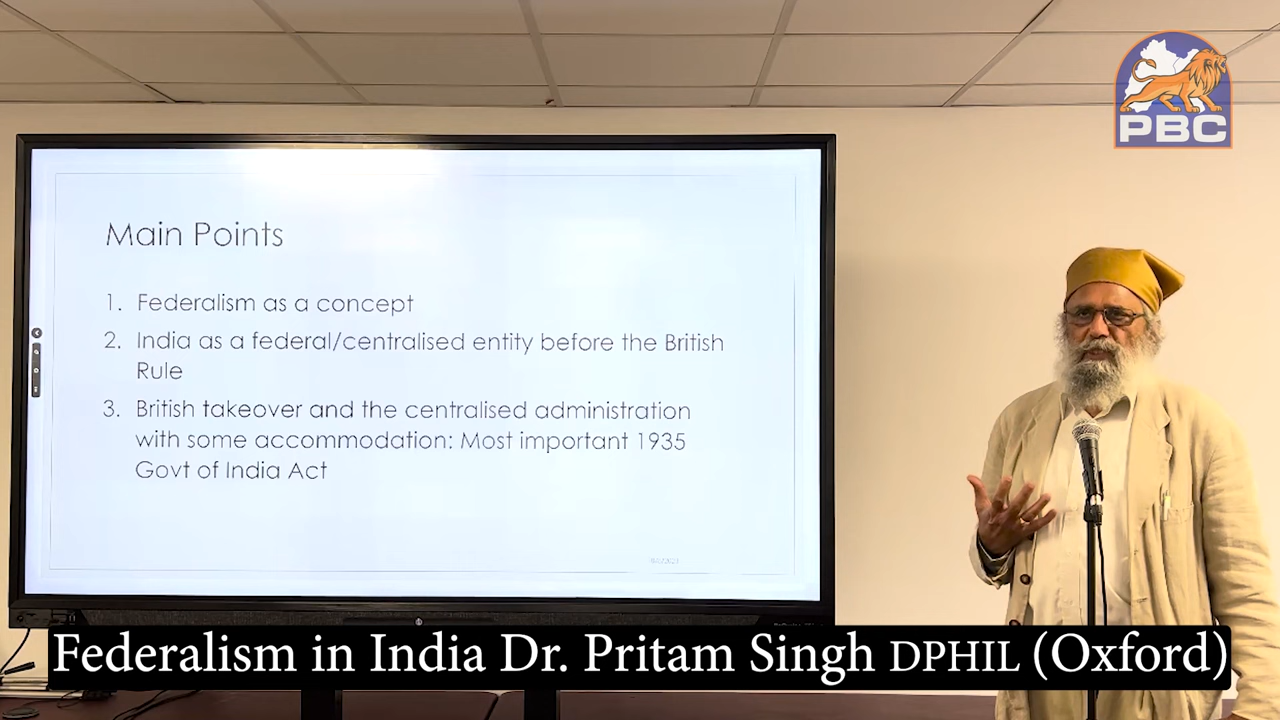 PBC
Main Points
1. Federalism as a concept
2. India as a federal/centralised entity before the British
Rule
3. British takeover and the centralised administration
with some accommodation: Most important 1935
Govt of India Act
Federalism in India Dr. Pritam Singh DPHIL (Oxford)